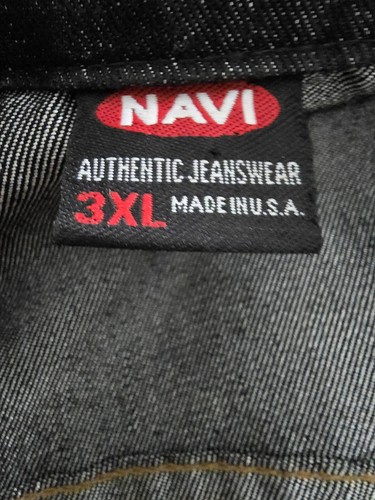 NAVI
AUTHENTIC JEANSWEAR
3XL MADE IN U.S.A.